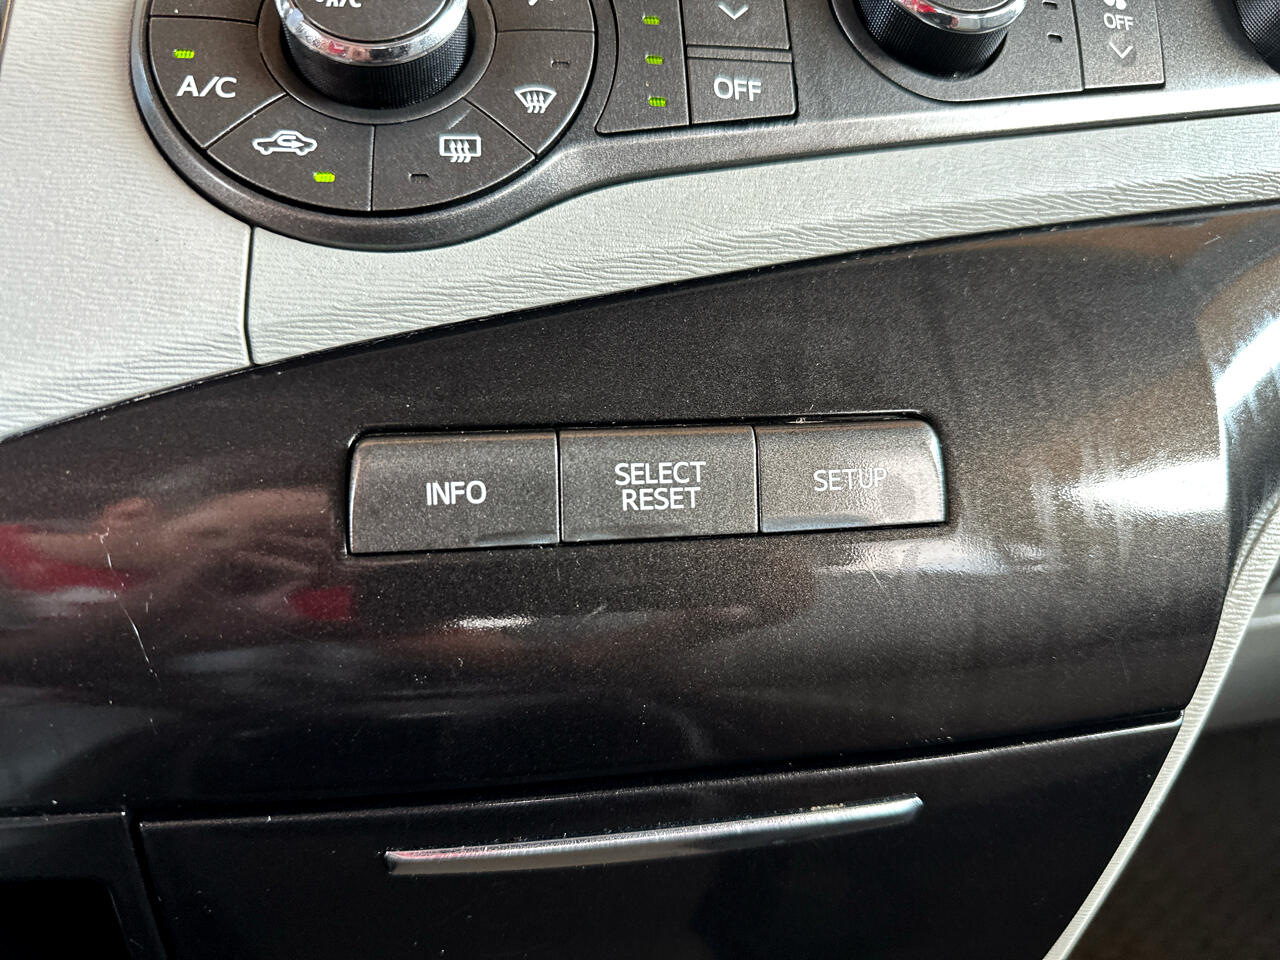 A/C
OFF
A/C
OFF
INFO
SELECT
RESET
SETUP